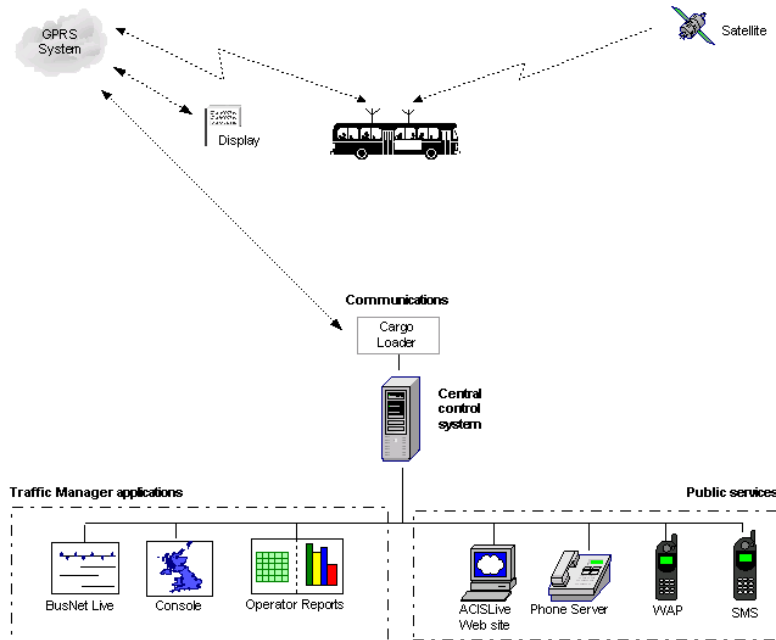 GPRS
System
Satellite
Display
Communications
Cargo
Loader
Central
control
system
Traffic Manager applications
Public services
BusNet Live
Console
Operator Reports
ACISLive
Web site
Phone Server
WAP
SMS